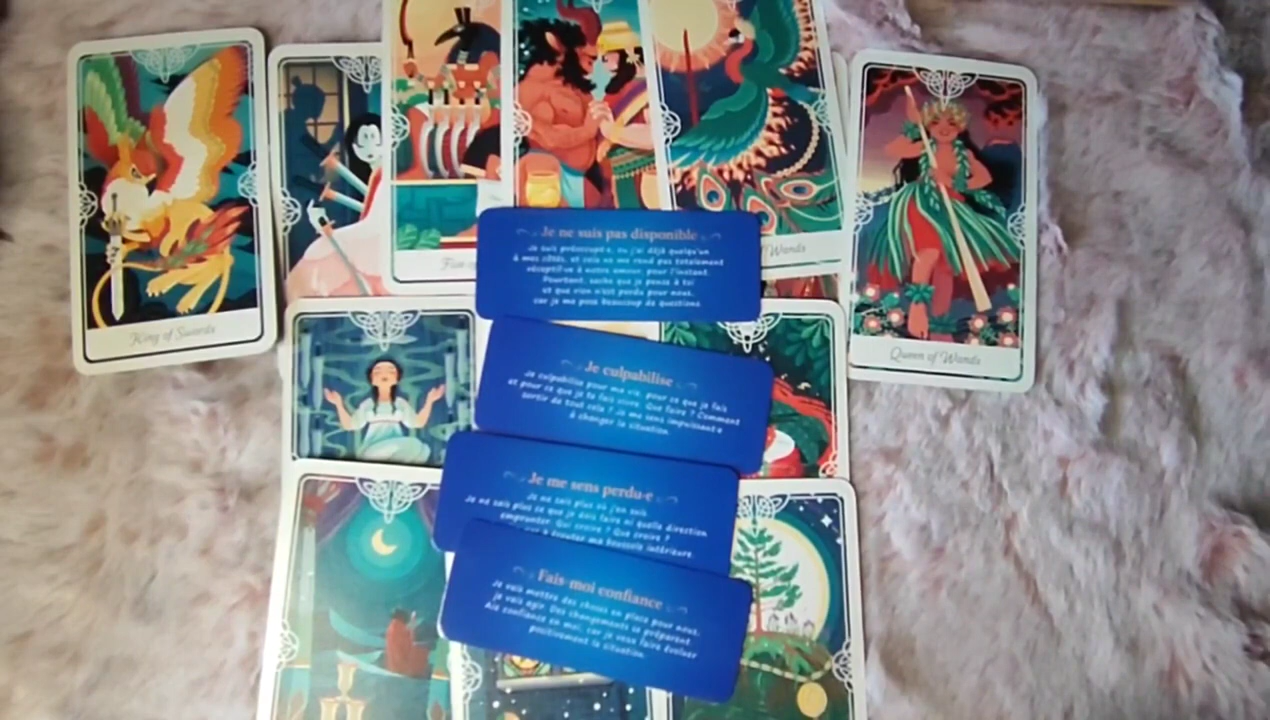 King of Swords
of Wands
Queen of Wands
Je ne suis pas disponible
Je suis préoccupé·e, ou j'ai déjà quelqu'un
à mes côtés, et cela ne me rend pas totalement
réceptif·ve à notre amour, pour l'instant.
Pourtant, sache que je pense à toi
et que rien n'est perdu pour nous,
car je me pose beaucoup de questions.
Je culpabilise
Je culpabilise pour ma vie, pour ce que je fais
et pour ce que je te fais vivre. Que faire ? Comment
sortir de tout cela ? Je me sens impuissant·e
à changer la situation.
Je me sens perdu·e
Je ne sais plus où j'en suis.
Je ne sais plus ce que je dois faire ni quelle direction
emprunter. Qui croire ? Que croire ?
à écouter ma boussole intérieure.
Fais-moi confiance
Je vais mettre des choses en place pour nous,
je vais agir. Des changements se préparent.
Aie confiance en moi, car je veux faire évoluer
positivement la situation.